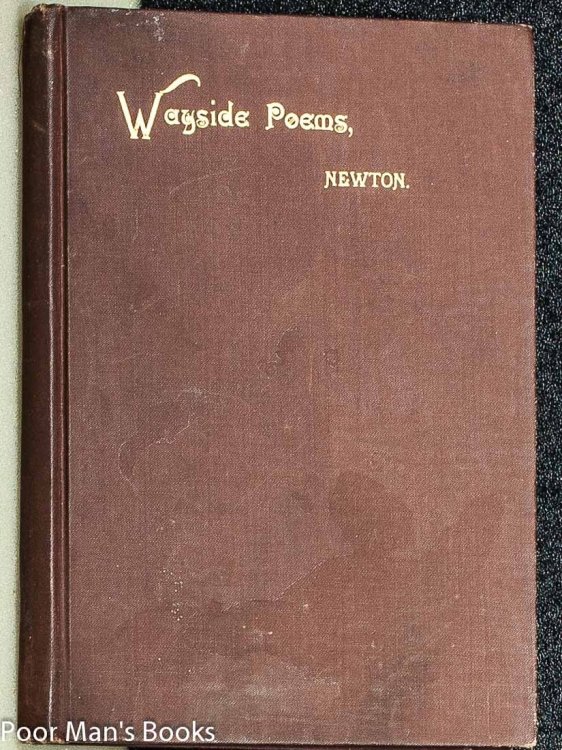 Wayside Poems,
NEWTON.
Poor Man's Books